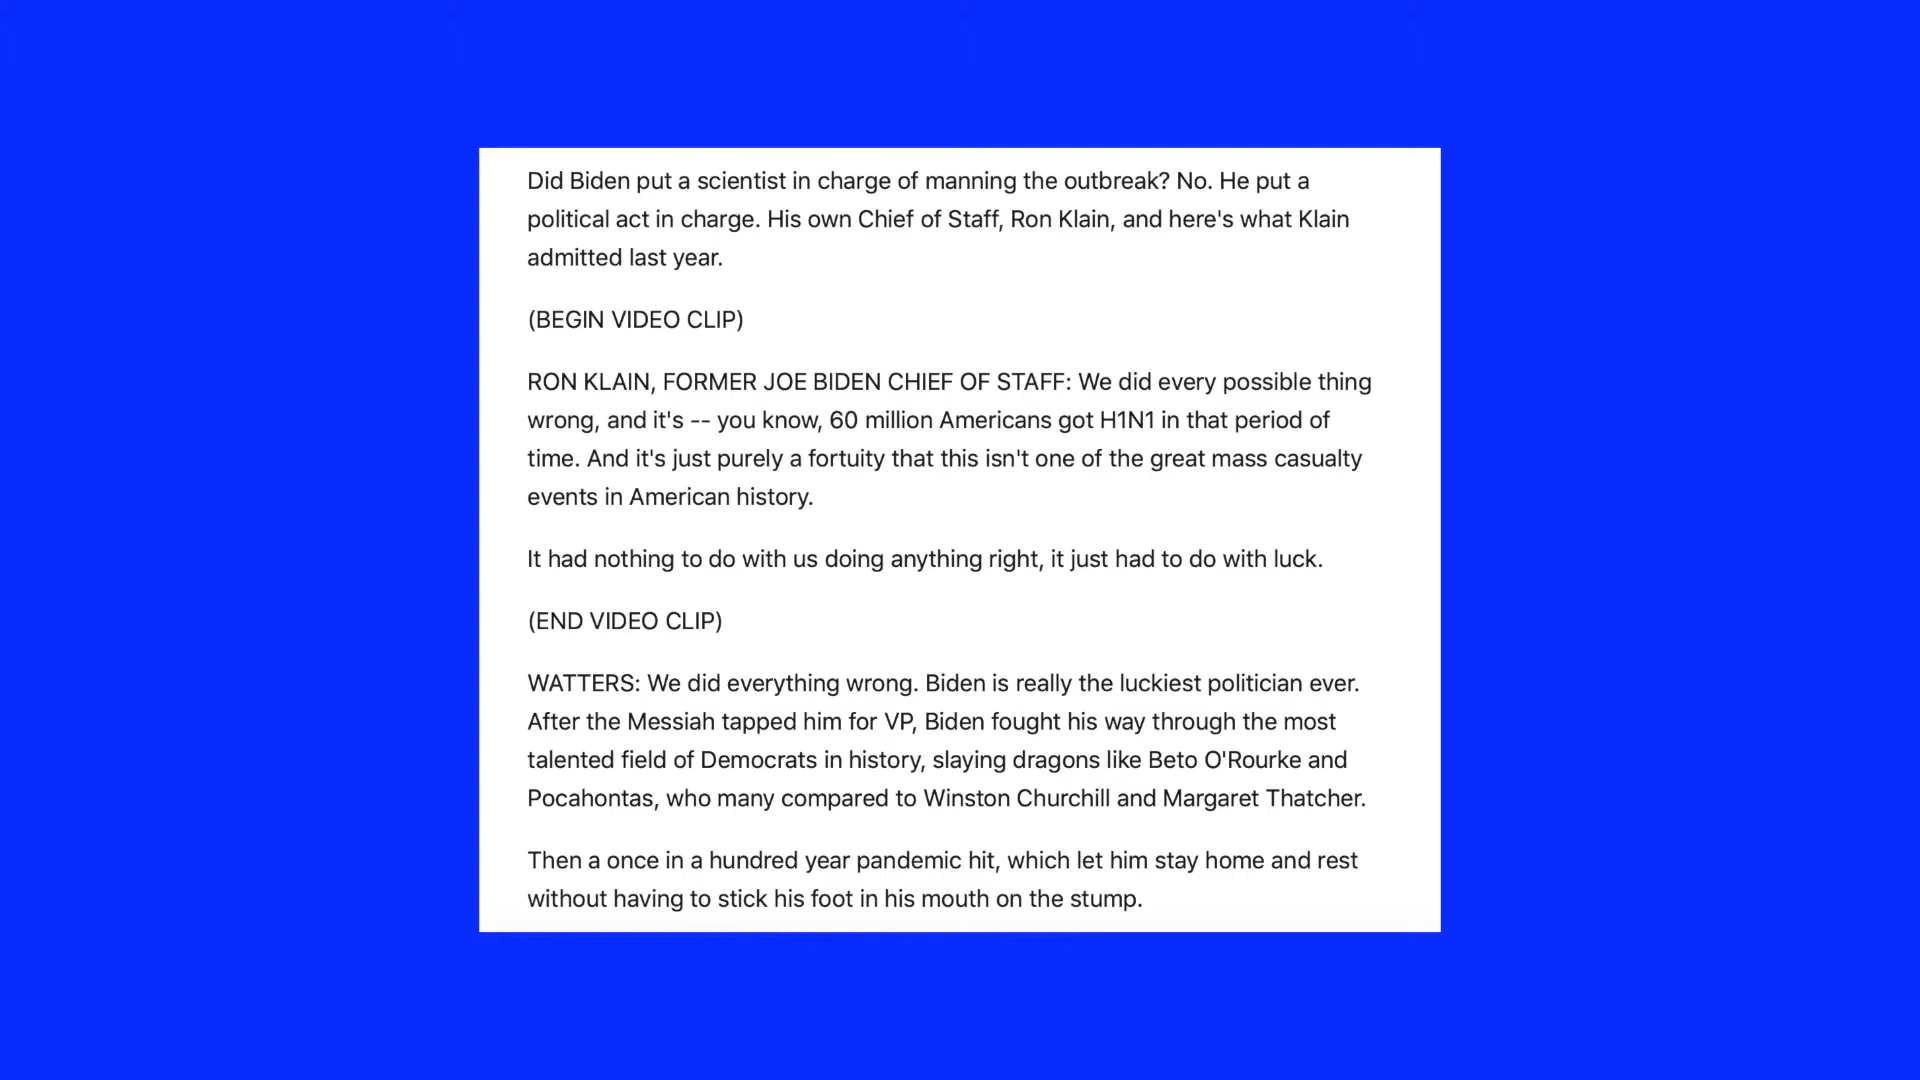 Did Biden put a scientist in charge of manning the outbreak? No. He put a
political act in charge. His own Chief of Staff, Ron Klain, and here's what Klain
admitted last year.
(BEGIN VIDEO CLIP)
RON KLAIN, FORMER JOE BIDEN CHIEF OF STAFF: We did every possible thing
wrong, and it's -- you know, 60 million Americans got H1N1 in that period of
time. And it's just purely a fortuity that this isn't one of the great mass casualty
events in American history.
It had nothing to do with us doing anything right, it just had to do with luck.
(END VIDEO CLIP)
WATTERS: We did everything wrong. Biden is really the luckiest politician ever.
After the Messiah tapped him for VP, Biden fought his way through the most
talented field of Democrats in history, slaying dragons like Beto O'Rourke and
Pocahontas, who many compared to Winston Churchill and Margaret Thatcher.
Then a once in a hundred year pandemic hit, which let him stay home and rest
without having to stick his foot in his mouth on the stump.